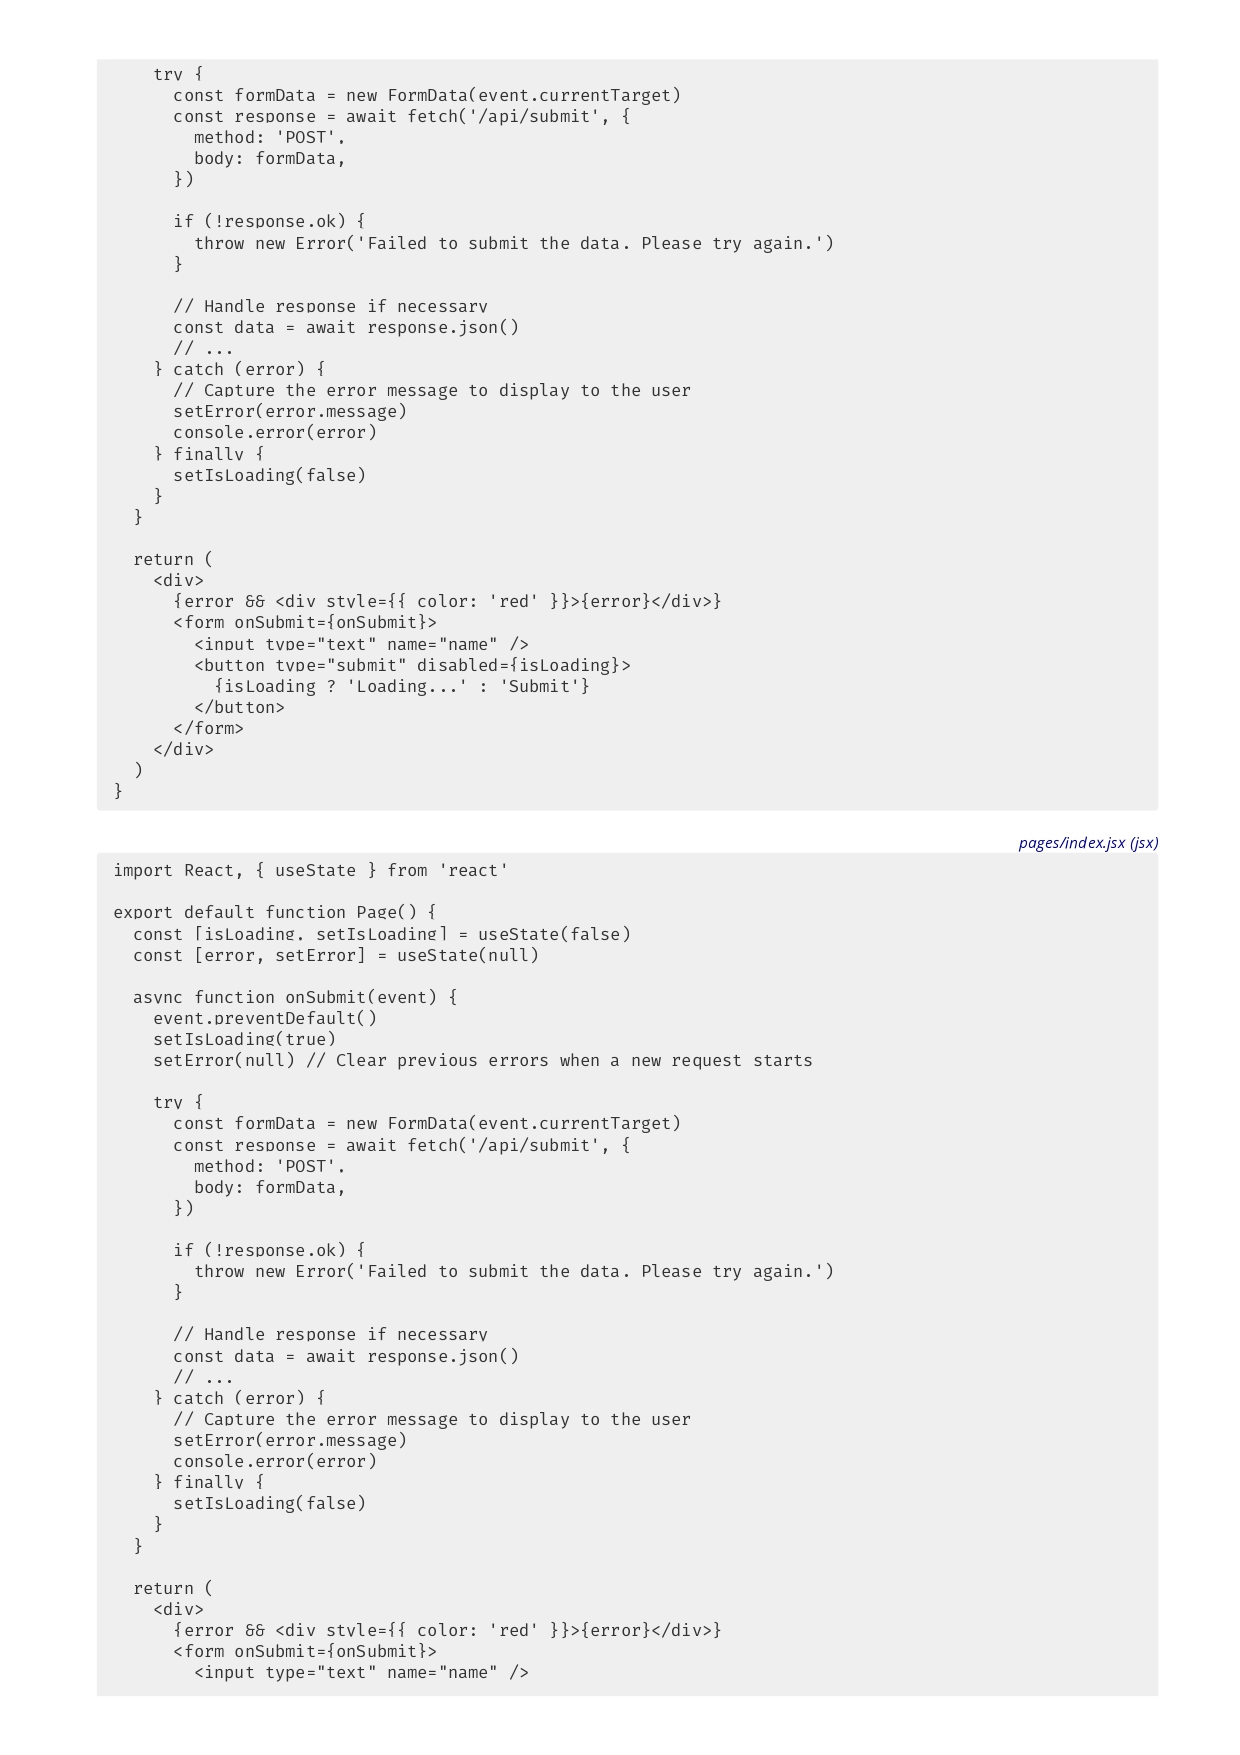 try {
      const formData = new FormData(event.currentTarget)
      const response = await fetch('/api/submit', {
        method: 'POST',
        body: formData,
      })

      if (!response.ok) {
        throw new Error('Failed to submit the data. Please try again.')
      }

      // Handle response if necessary
      const data = await response.json()
      // ...
    } catch (error) {
      // Capture the error message to display to the user
      setError(error.message)
      console.error(error)
    } finally {
      setIsLoading(false)
    }
  }

  return (
    <div>
      {error && <div style={{ color: 'red' }}>{error}</div>}
      <form onSubmit={onSubmit}>
        <input type="text" name="name" />
        <button type="submit" disabled={isLoading}>
          {isLoading ? 'Loading...' : 'Submit'}
        </button>
      </form>
    </div>
  )
}

pages/index.jsx (jsx)
import React, { useState } from 'react'

export default function Page() {
  const [isLoading, setIsLoading] = useState(false)
  const [error, setError] = useState(null)

  async function onSubmit(event) {
    event.preventDefault()
    setIsLoading(true)
    setError(null) // Clear previous errors when a new request starts

    try {
      const formData = new FormData(event.currentTarget)
      const response = await fetch('/api/submit', {
        method: 'POST',
        body: formData,
      })

      if (!response.ok) {
        throw new Error('Failed to submit the data. Please try again.')
      }

      // Handle response if necessary
      const data = await response.json()
      // ...
    } catch (error) {
      // Capture the error message to display to the user
      setError(error.message)
      console.error(error)
    } finally {
      setIsLoading(false)
    }
  }

  return (
    <div>
      {error && <div style={{ color: 'red' }}>{error}</div>}
      <form onSubmit={onSubmit}>
        <input type="text" name="name" />